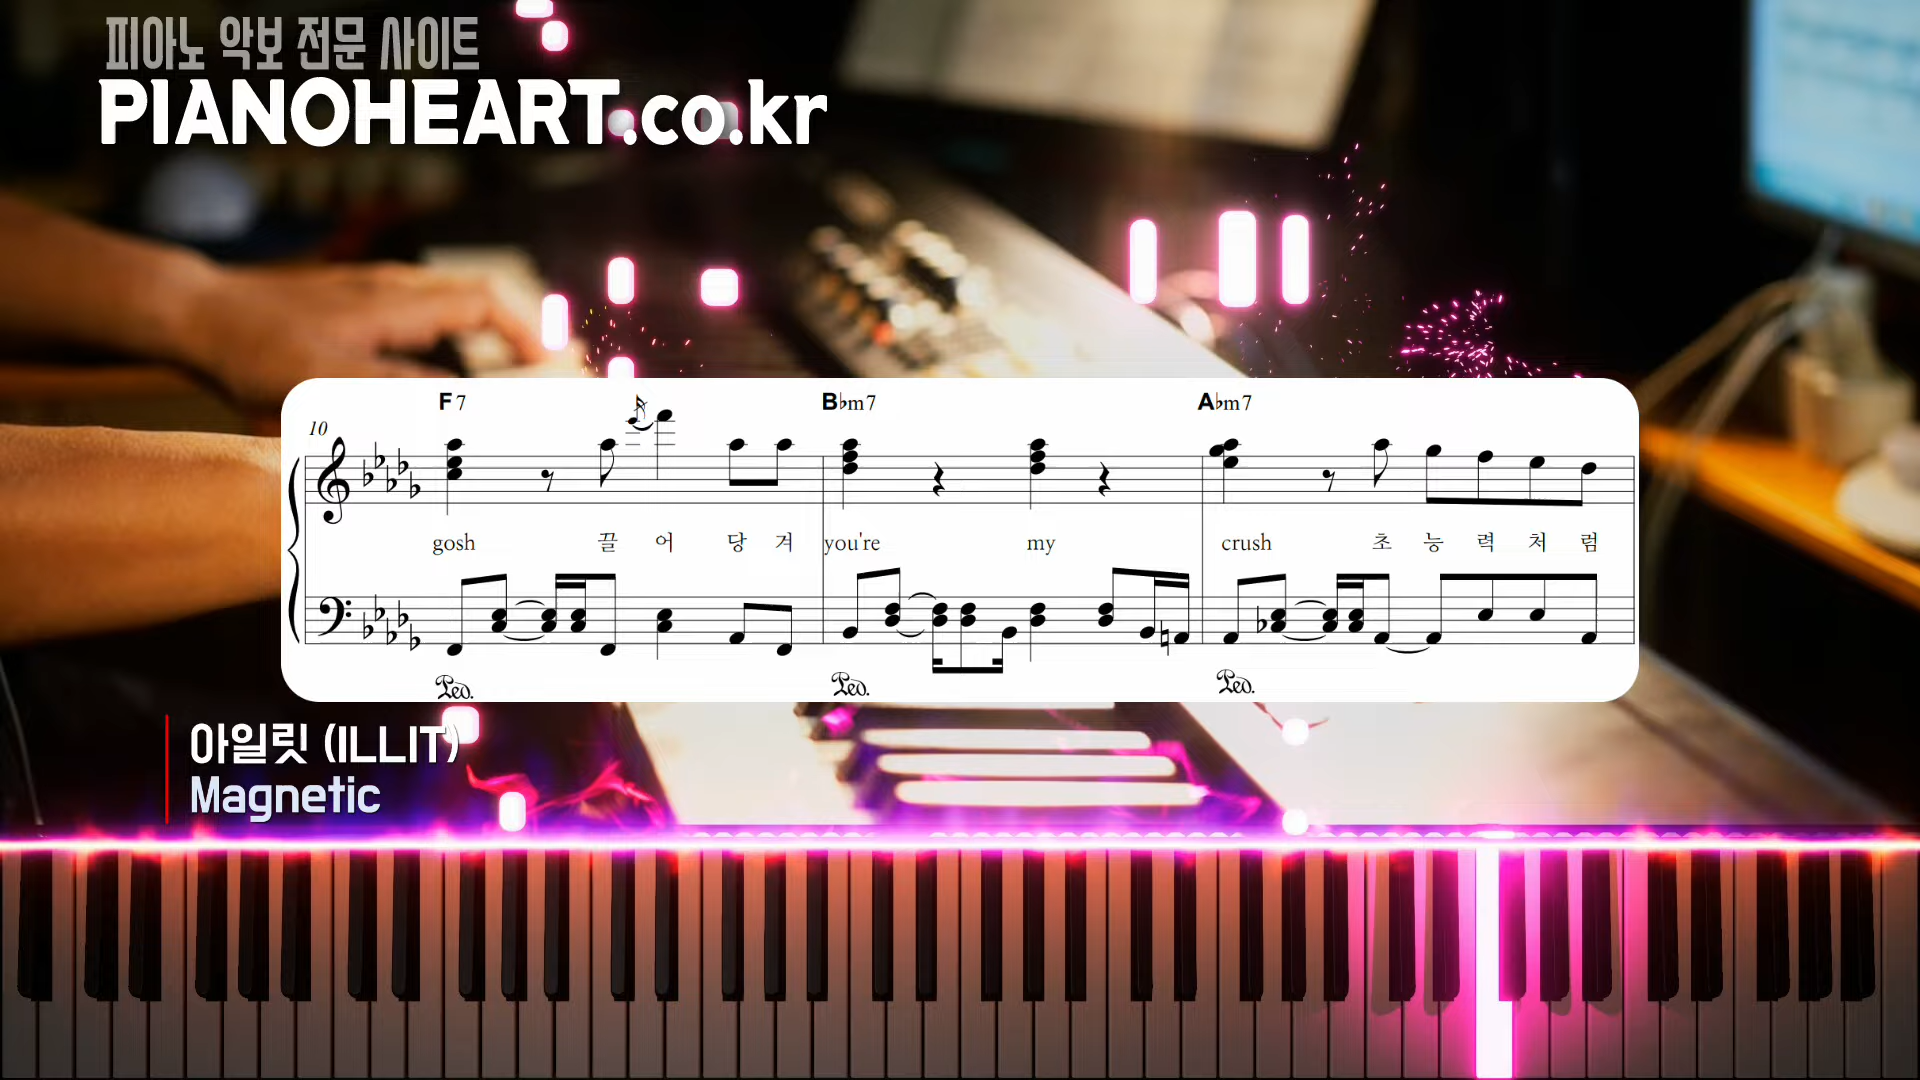 피아노 악보 전문 사이트
PIANOHEART.co.kr
F7 B♭m7 A♭m7
10
gosh 끌 어 당 겨 you're my crush 초 능 력 처 럼
Ped. Ped. Ped.
아일릿 (ILLIT)
Magnetic